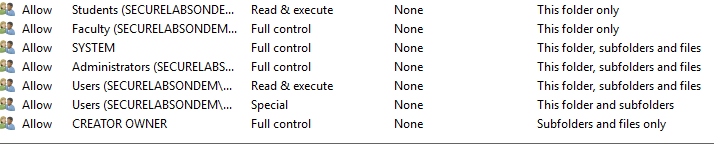 Allow Students (SECURELABSONDE... Read & execute None This folder only
Allow Faculty (SECURELABSONDEM... Full control None This folder only
Allow SYSTEM Full control None This folder, subfolders and files
Allow Administrators (SECURELABS... Full control None This folder, subfolders and files
Allow Users (SECURELABSONDEM\... Read & execute None This folder, subfolders and files
Allow Users (SECURELABSONDEM\... Special None This folder and subfolders
Allow CREATOR OWNER Full control None Subfolders and files only